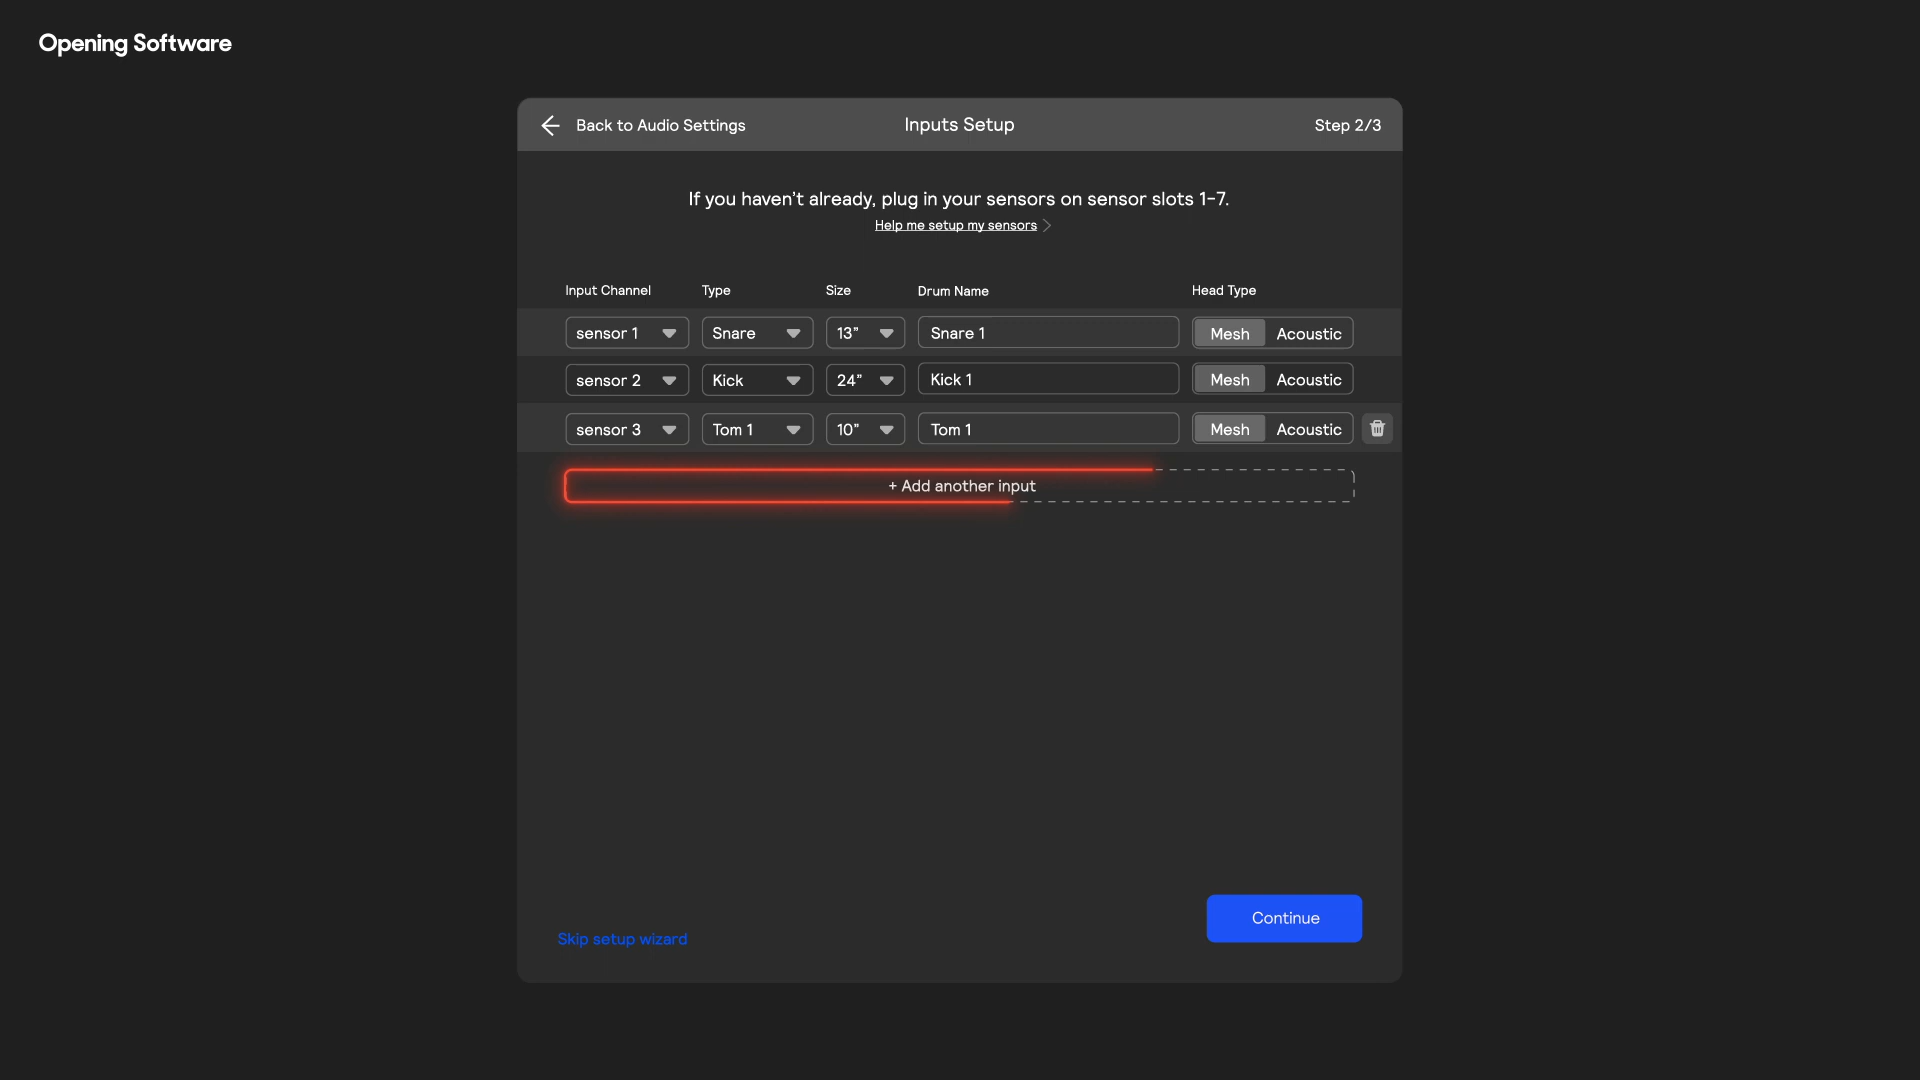 Opening Software
Back to Audio Settings
Inputs Setup
Step 2/3
If you haven’t already, plug in your sensors on sensor slots 1-7.
Help me setup my sensors
Input Channel Type Size Drum Name Head Type
sensor 1 Snare 13” Snare 1 Mesh Acoustic
sensor 2 Kick 24” Kick 1 Mesh Acoustic
sensor 3 Tom 1 10” Tom 1 Mesh Acoustic
+ Add another input
Continue
Skip setup wizard